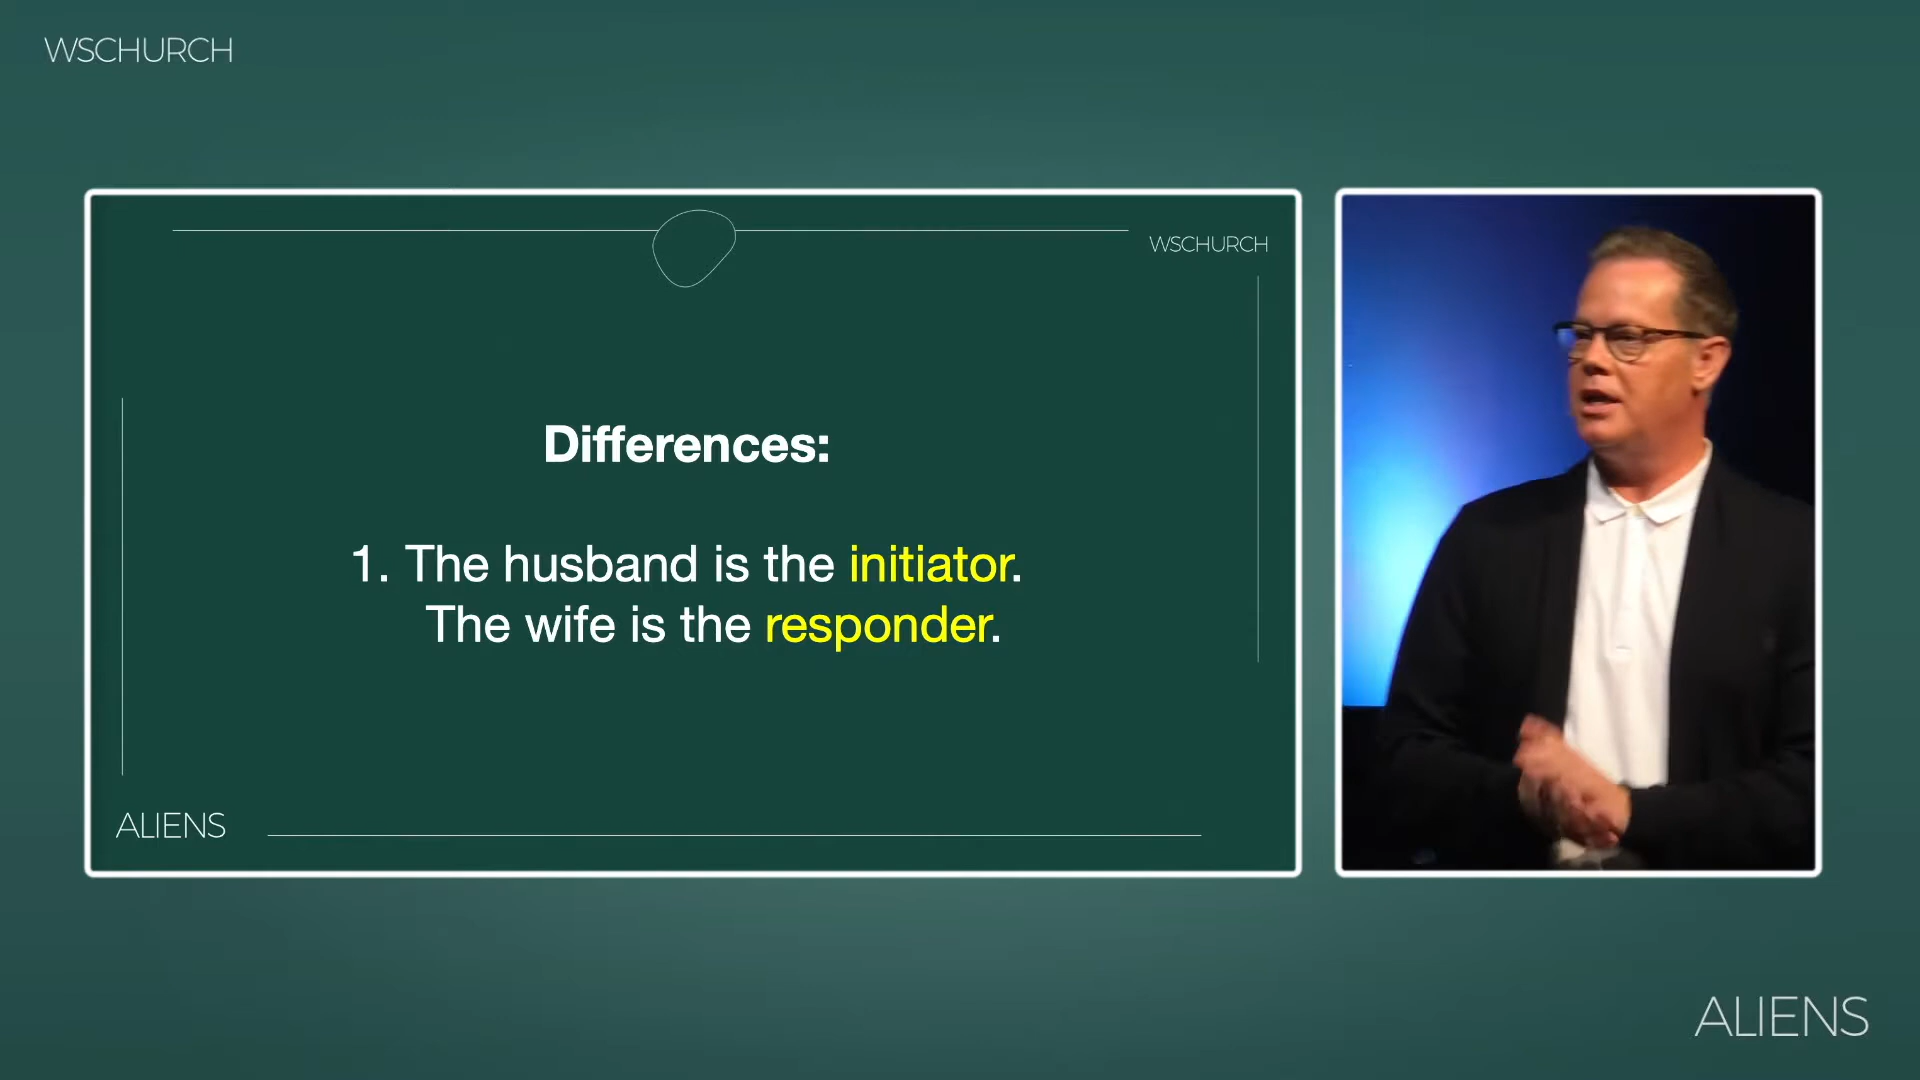 WSCHURCH
WSCHURCH
Differences:
1. The husband is the initiator.
The wife is the responder.
ALIENS
ALIENS